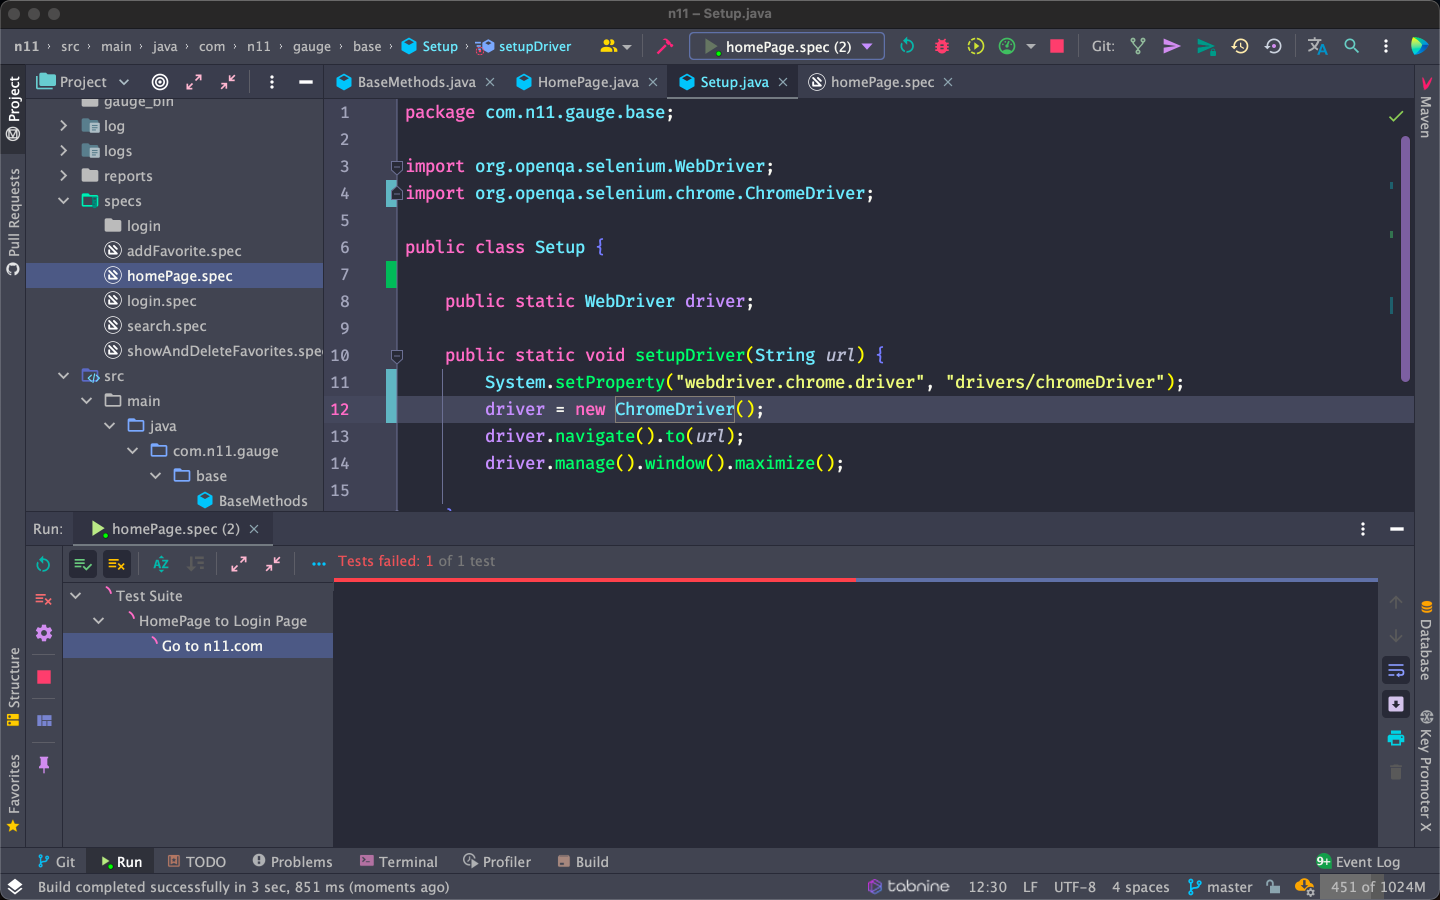 n11 – Setup.java
n11 › src › main › java › com › n11 › gauge › base › Setup › setupDriver
homePage.spec (2)
Git:
Project
BaseMethods.java
HomePage.java
Setup.java
homePage.spec
Project
Pull Requests
Structure
Favorites
gauge_bin
log
logs
reports
specs
login
addFavorite.spec
homePage.spec
login.spec
search.spec
showAndDeleteFavorites.spe
src
main
java
com.n11.gauge
base
BaseMethods
1 package com.n11.gauge.base;
2
3 import org.openqa.selenium.WebDriver;
4 import org.openqa.selenium.chrome.ChromeDriver;
5
6 public class Setup {
7
8 public static WebDriver driver;
9
10 public static void setupDriver(String url) {
11 System.setProperty("webdriver.chrome.driver", "drivers/chromeDriver");
12 driver = new ChromeDriver();
13 driver.navigate().to(url);
14 driver.manage().window().maximize();
15
Maven
Database
Key Promoter X
Run:
homePage.spec (2)
Tests failed: 1 of 1 test
Test Suite
HomePage to Login Page
Go to n11.com
Git
Run
TODO
Problems
Terminal
Profiler
Build
9+ Event Log
Build completed successfully in 3 sec, 851 ms (moments ago)
tabnine
12:30
LF
UTF-8
4 spaces
master
451 of 1024M